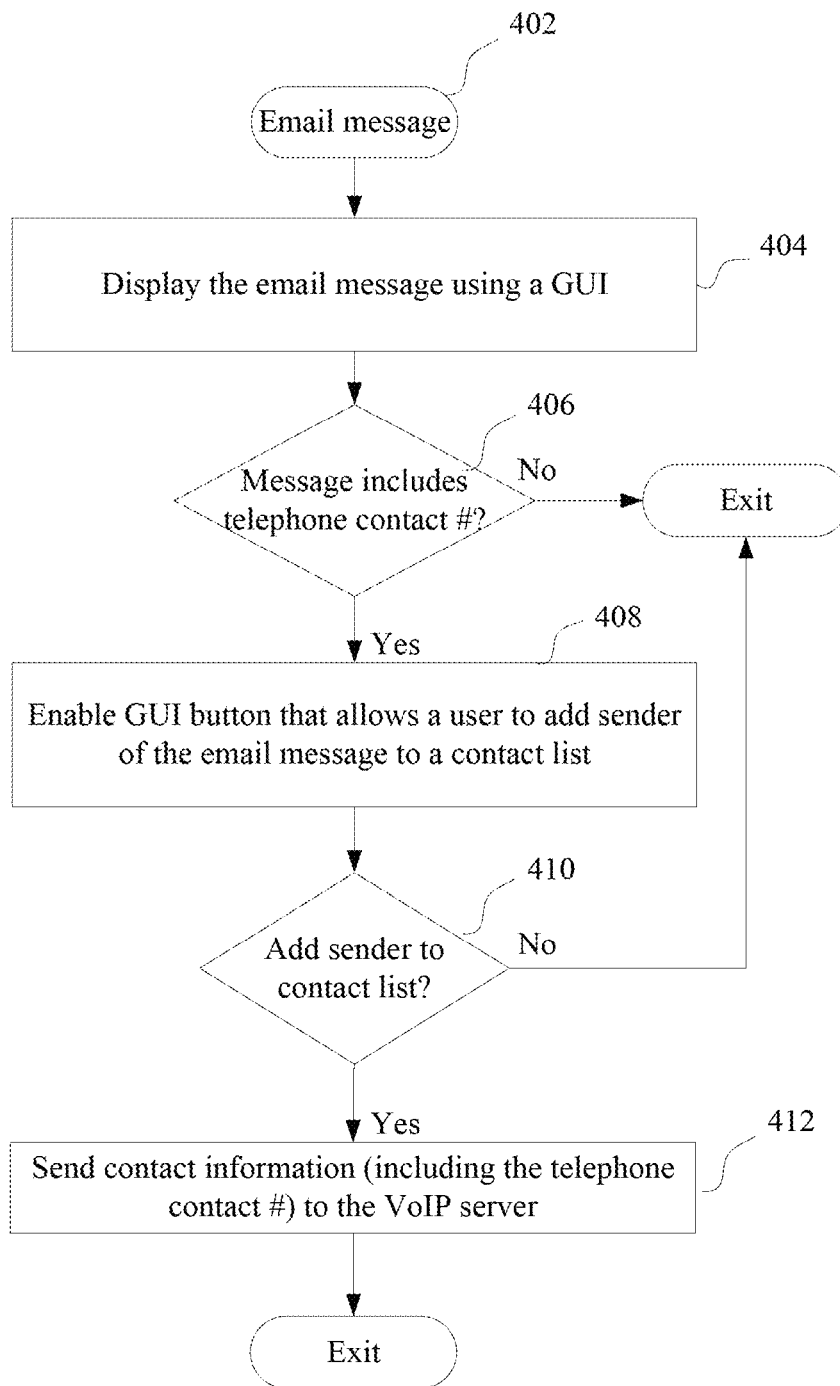 402
Email message
404
Display the email message using a GUI
406
Message includes
telephone contact #?
No
Exit
Yes
408
Enable GUI button that allows a user to add sender
of the email message to a contact list
410
Add sender to
contact list?
No
Yes
412
Send contact information (including the telephone
contact #) to the VoIP server
Exit